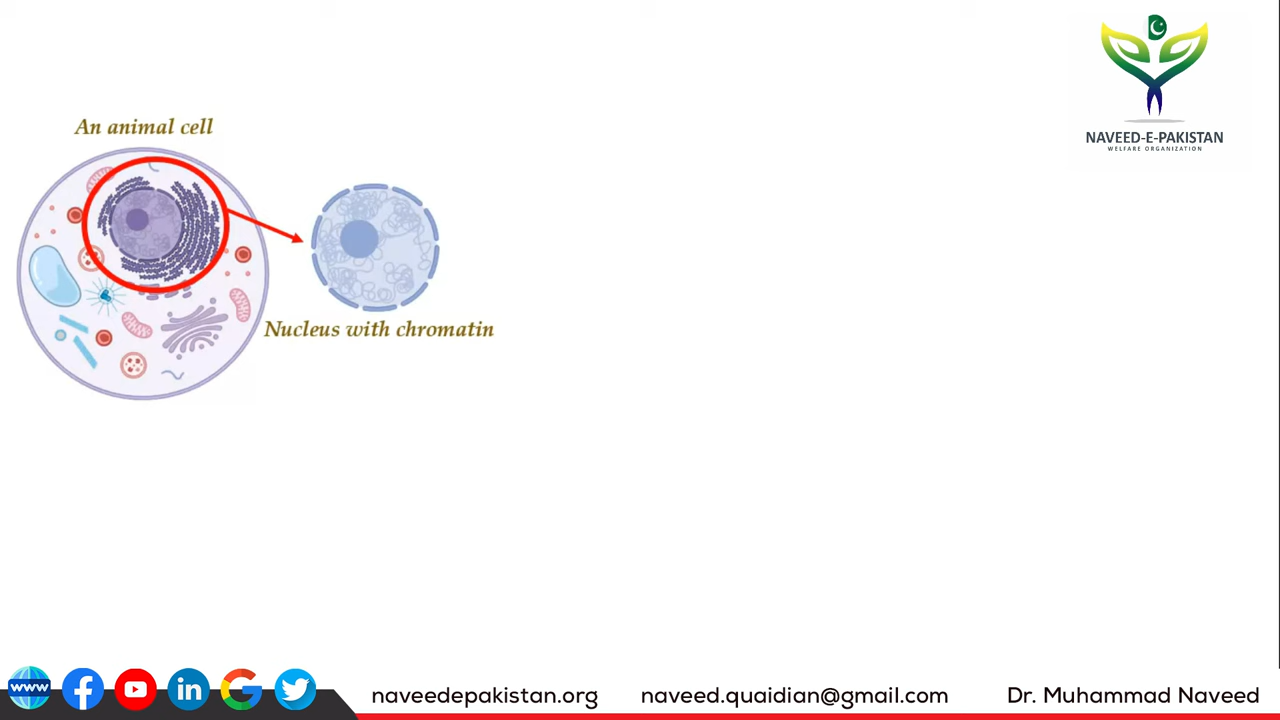 NAVEED-E-PAKISTAN
WELFARE ORGANIZATION
An animal cell
Nucleus with chromatin
www
in
naveedepakistan.org
naveed.quaidian@gmail.com
Dr. Muhammad Naveed